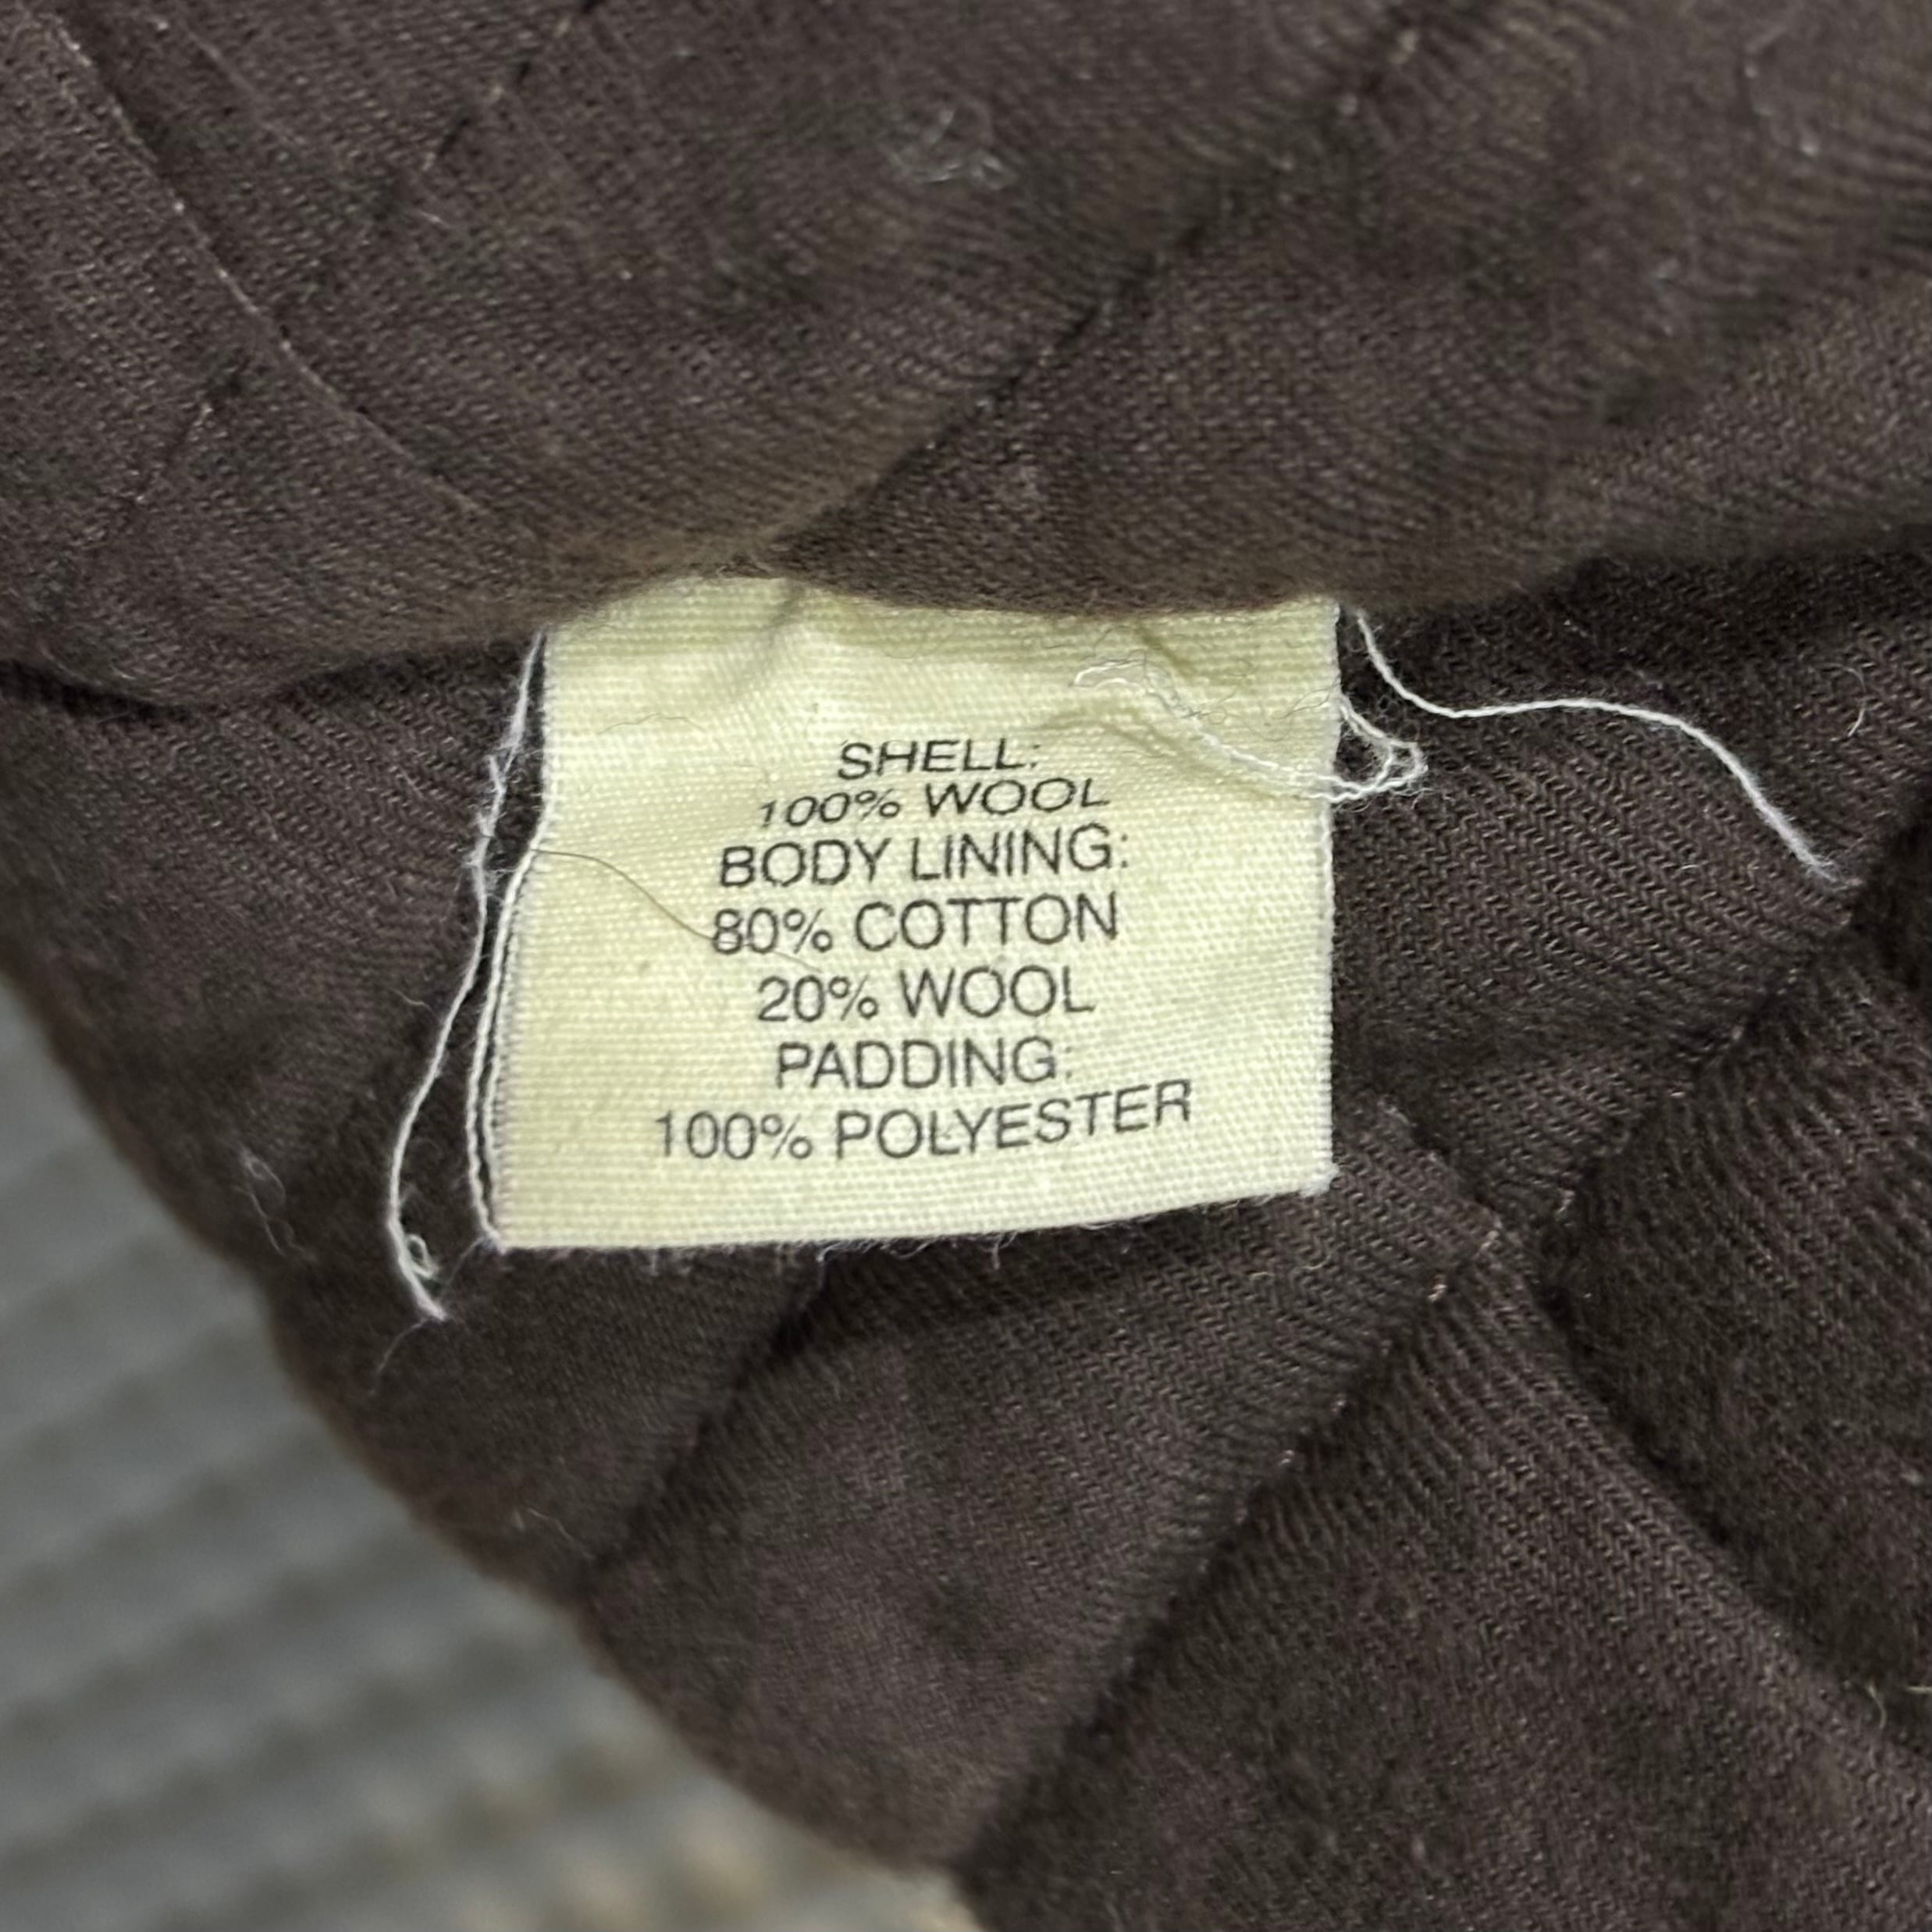 SHELL:
100% WOOL
BODY LINING:
80% COTTON
20% WOOL
PADDING:
100% POLYESTER